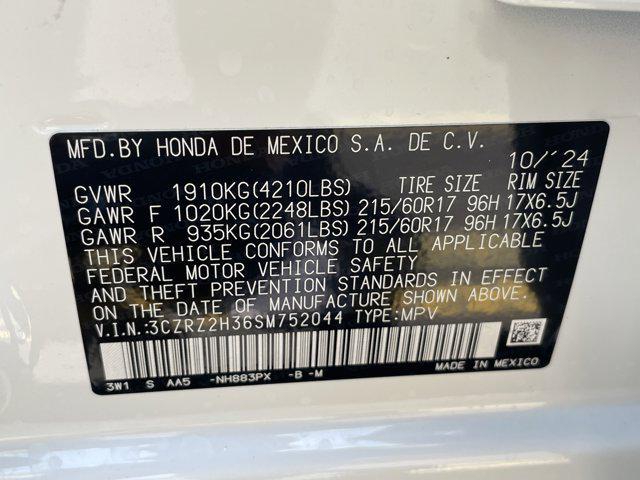 MFD.BY HONDA DE MEXICO S.A. DE C.V.
10/'24
GVWR 1910KG(4210LBS) TIRE SIZE RIM SIZE
GAWR F 1020KG(2248LBS) 215/60R17 96H 17X6.5J
GAWR R 935KG(2061LBS) 215/60R17 96H 17X6.5J
THIS VEHICLE CONFORMS TO ALL APPLICABLE
FEDERAL MOTOR VEHICLE SAFETY
AND THEFT PREVENTION STANDARDS IN EFFECT
ON THE DATE OF MANUFACTURE SHOWN ABOVE.
V.I.N.:3CZRZ2H36SM752044 TYPE:MPV
MADE IN MEXICO
3W1 S AA5 -NH883PX -B -M